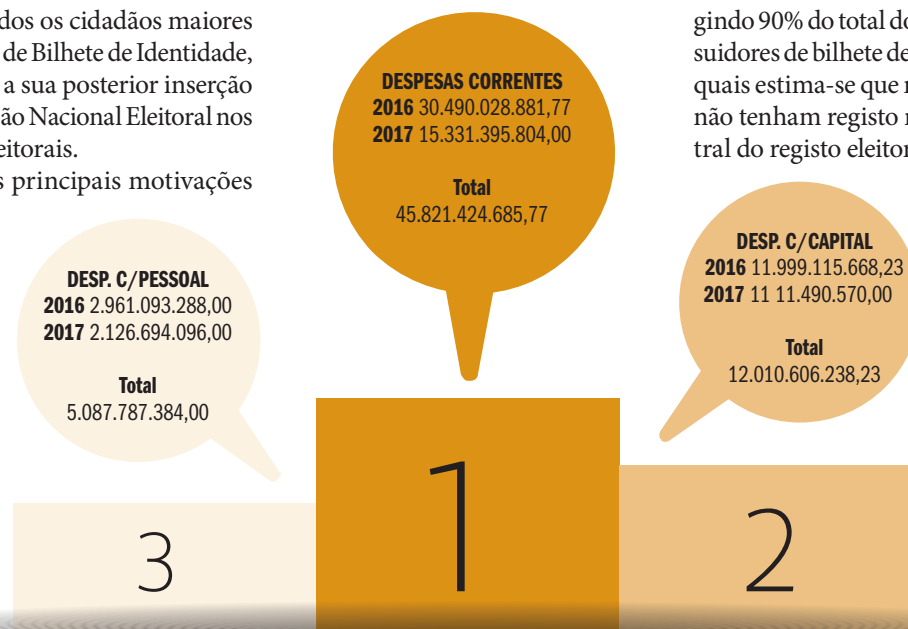 dos os cidadãos maiores
de Bilhete de Identidade,
a sua posterior inserção
ão Nacional Eleitoral nos
eitorais.
s principais motivações
DESPESAS CORRENTES
2016 30.490.028.881,77
2017 15.331.395.804,00
Total
45.821.424.685,77
gindo 90% do total do
suidores de bilhete de
quais estima-se que
não tenham registo
tral do registo eleitor
DESP. C/PESSOAL
2016 2.961.093.288,00
2017 2.126.694.096,00
Total
5.087.787.384,00
DESP. C/CAPITAL
2016 11.999.115.668,23
2017 11 11.490.570,00
Total
12.010.606.238,23
3
1
2